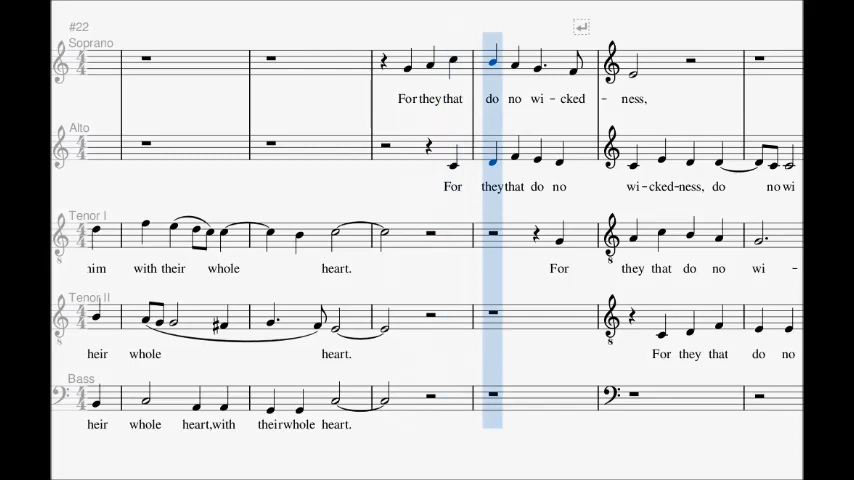 #22
Soprano
For they that do no wi - cked - ness,
Alto
For they that do no wi - cked - ness, do no wi
Tenor I
him with their whole heart. For they that do no wi -
Tenor II
heir whole heart. For they that do no
Bass
heir whole heart, with their whole heart.